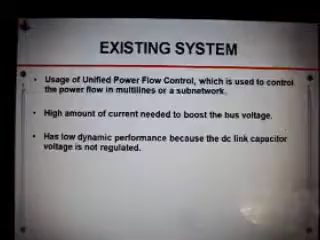 EXISTING SYSTEM
• Usage of Unified Power Flow Control, which is used to control
the power flow in multilines or a subnetwork.
• High amount of current needed to boost the bus voltage.
• Has low dynamic performance because the dc link capacitor
voltage is not regulated.